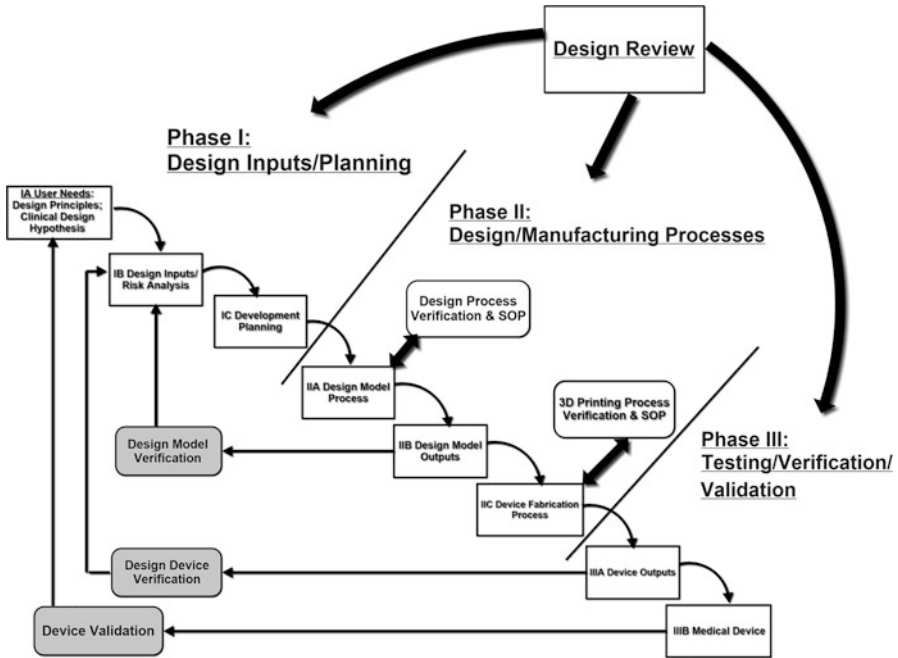 Design Review
Phase I:
Design Inputs/Planning
IA User Needs:
Design Principles;
Clinical Design
Hypothesis
Phase II:
Design/Manufacturing Processes
IB Design Inputs/
Risk Analysis
IC Development
Planning
Design Process
Verification & SOP
IIA Design Model
Process
3D Printing Process
Verification & SOP
Design Model
Verification
IIB Design Model
Outputs
Phase III:
Testing/Verification/
Validation
IIC Device Fabrication
Process
Design Device
Verification
IIIA Device Outputs
Device Validation
IIIB Medical Device